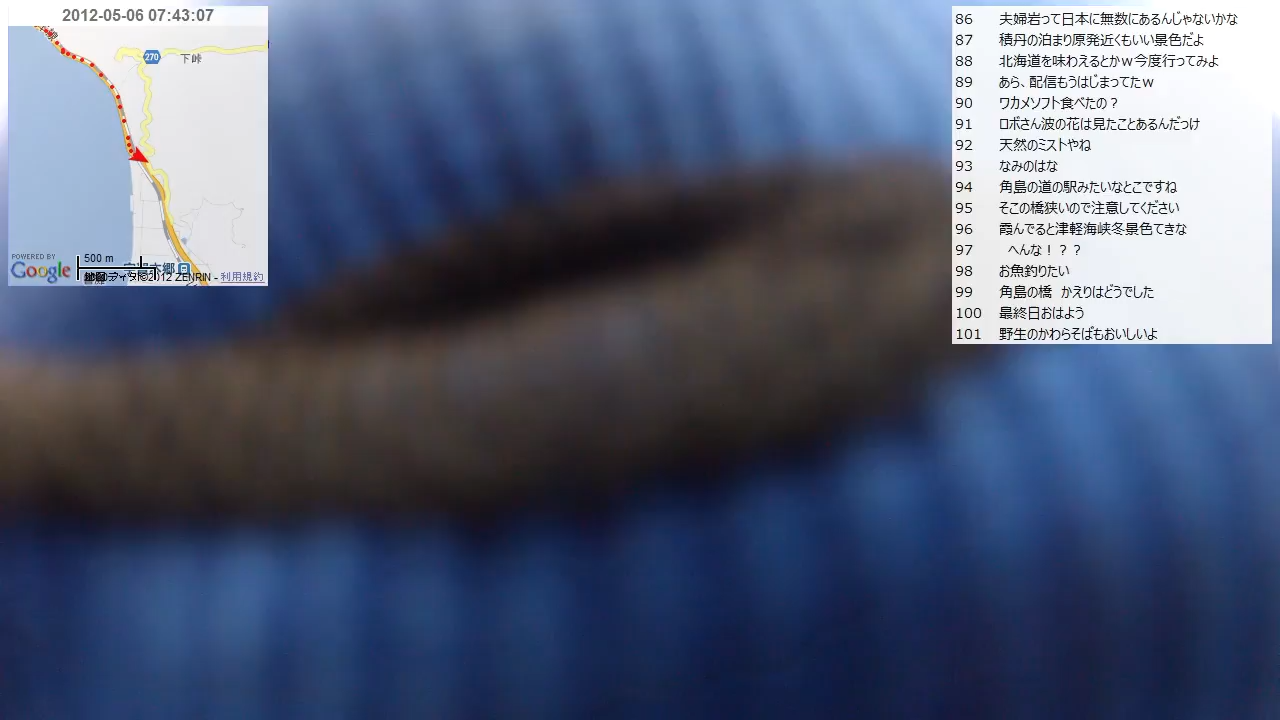 2012-05-06 07:43:07
270
下峠
500 m
POWERED BY
Google
©2012 ZENRIN - 利用規約
86 夫婦岩って日本に無数にあるんじゃないかな
87 積丹の泊まり原発近くもいい景色だよ
88 北海道を味わえるとかｗ今度行ってみよ
89 あら、配信もうはじまってたｗ
90 ワカメソフト食べたの？
91 ロボさん波の花は見たことあるんだっけ
92 天然のミストやね
93 なみのはな
94 角島の道の駅みたいなとこですね
95 そこの橋狭いので注意してください
96 霞んでると津軽海峡冬景色てきな
97 へんな！？？
98 お魚釣りたい
99 角島の橋　かえりはどうでした
100 最終日おはよう
101 野生のかわらそばもおいしいよ